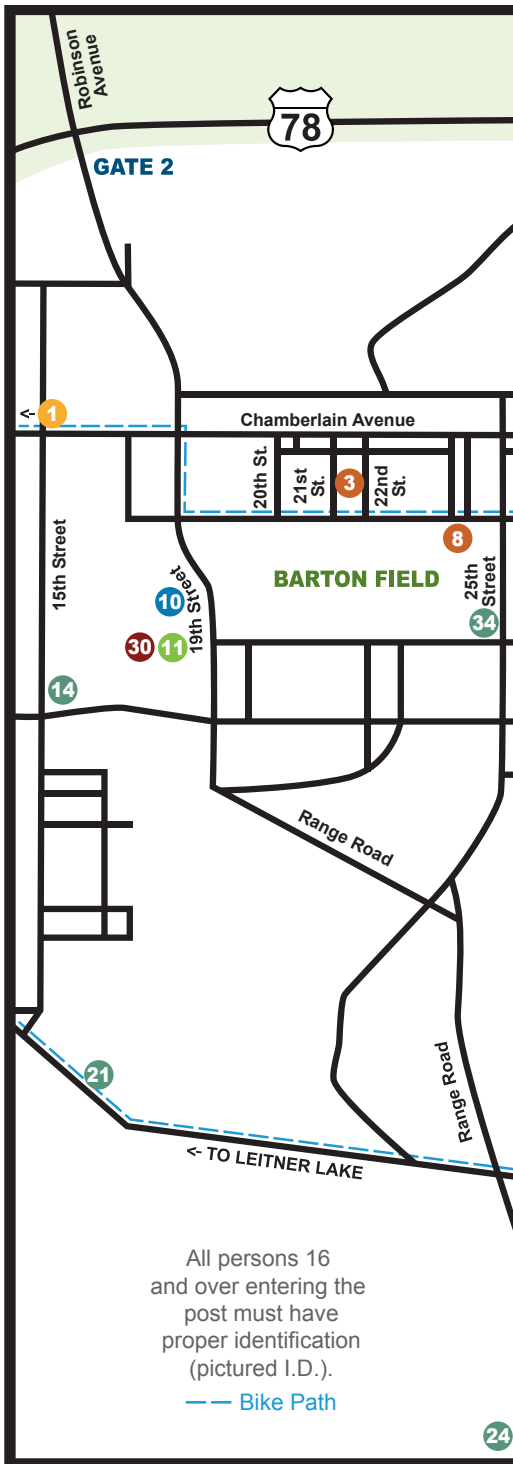 Robinson
Avenue
78
GATE 2
<- 1
Chamberlain Avenue
20th St.
21st
St.
3
22nd
St.
8
15th Street
BARTON FIELD
25th
Street
10
19th Street
34
30
11
14
Range Road
21
Range Road
<- TO LEITNER LAKE
All persons 16
and over entering the
post must have
proper identification
(pictured I.D.).
Bike Path
24